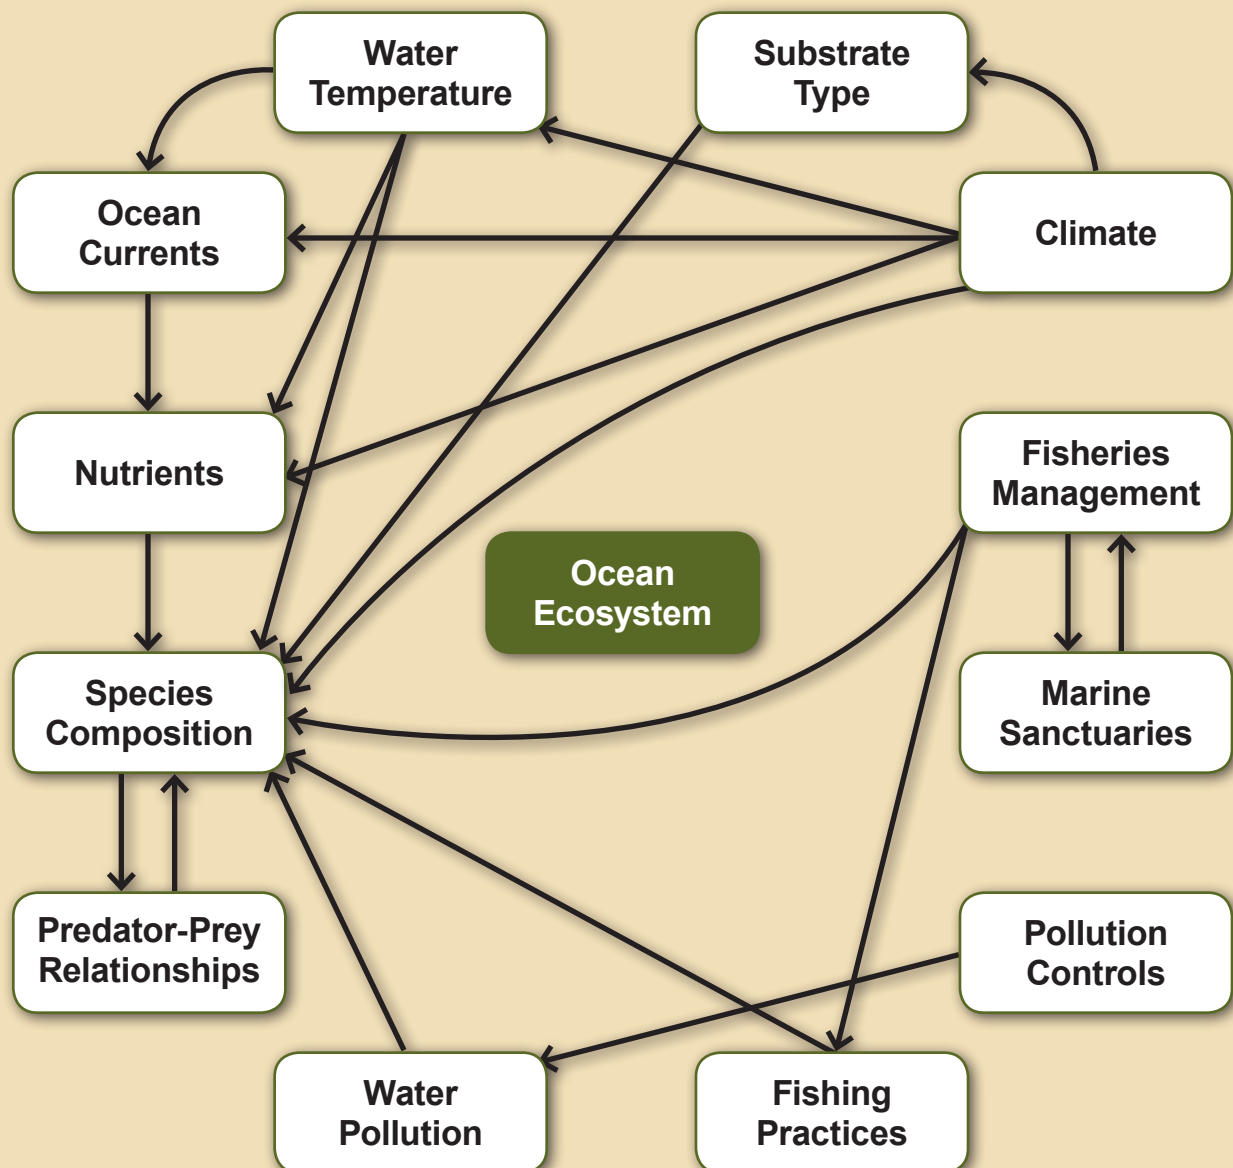 Water
Temperature
Substrate
Type
Ocean
Currents
Climate
Nutrients
Fisheries
Management
Ocean
Ecosystem
Species
Composition
Marine
Sanctuaries
Predator-Prey
Relationships
Pollution
Controls
Water
Pollution
Fishing
Practices